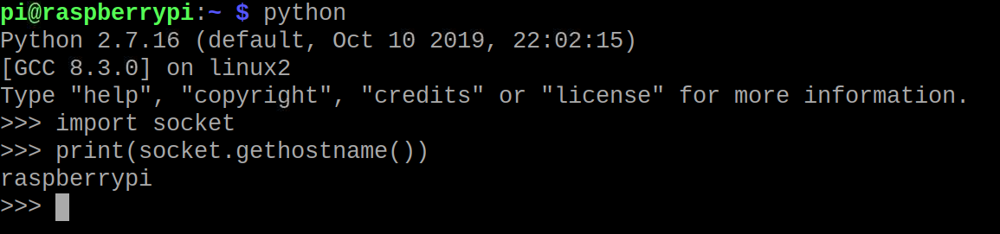 pi@raspberrypi:~ $ python
Python 2.7.16 (default, Oct 10 2019, 22:02:15)
[GCC 8.3.0] on linux2
Type "help", "copyright", "credits" or "license" for more information.
>>> import socket
>>> print(socket.gethostname())
raspberrypi
>>>